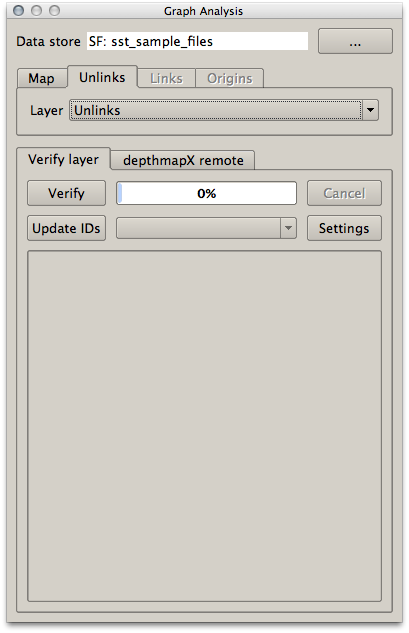 Graph Analysis
Data store SF: sst_sample_files ...
Map Unlinks Links Origins
Layer Unlinks
Verify layer depthmapX remote
Verify 0% Cancel
Update IDs Settings